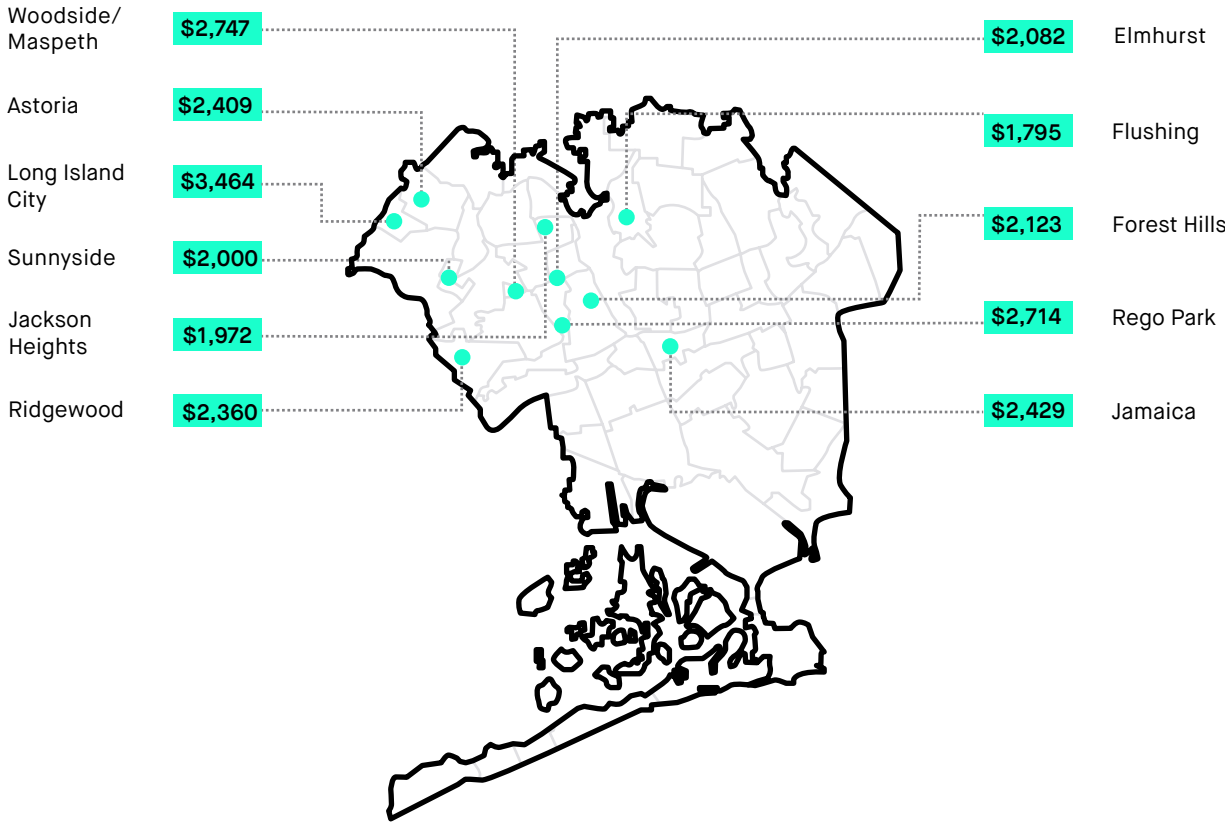 Woodside/
Maspeth
$2,747
Astoria
$2,409
Long Island
City
$3,464
Sunnyside
$2,000
Jackson
Heights
$1,972
Ridgewood
$2,360
$2,082
Elmhurst
$1,795
Flushing
$2,123
Forest Hills
$2,714
Rego Park
$2,429
Jamaica